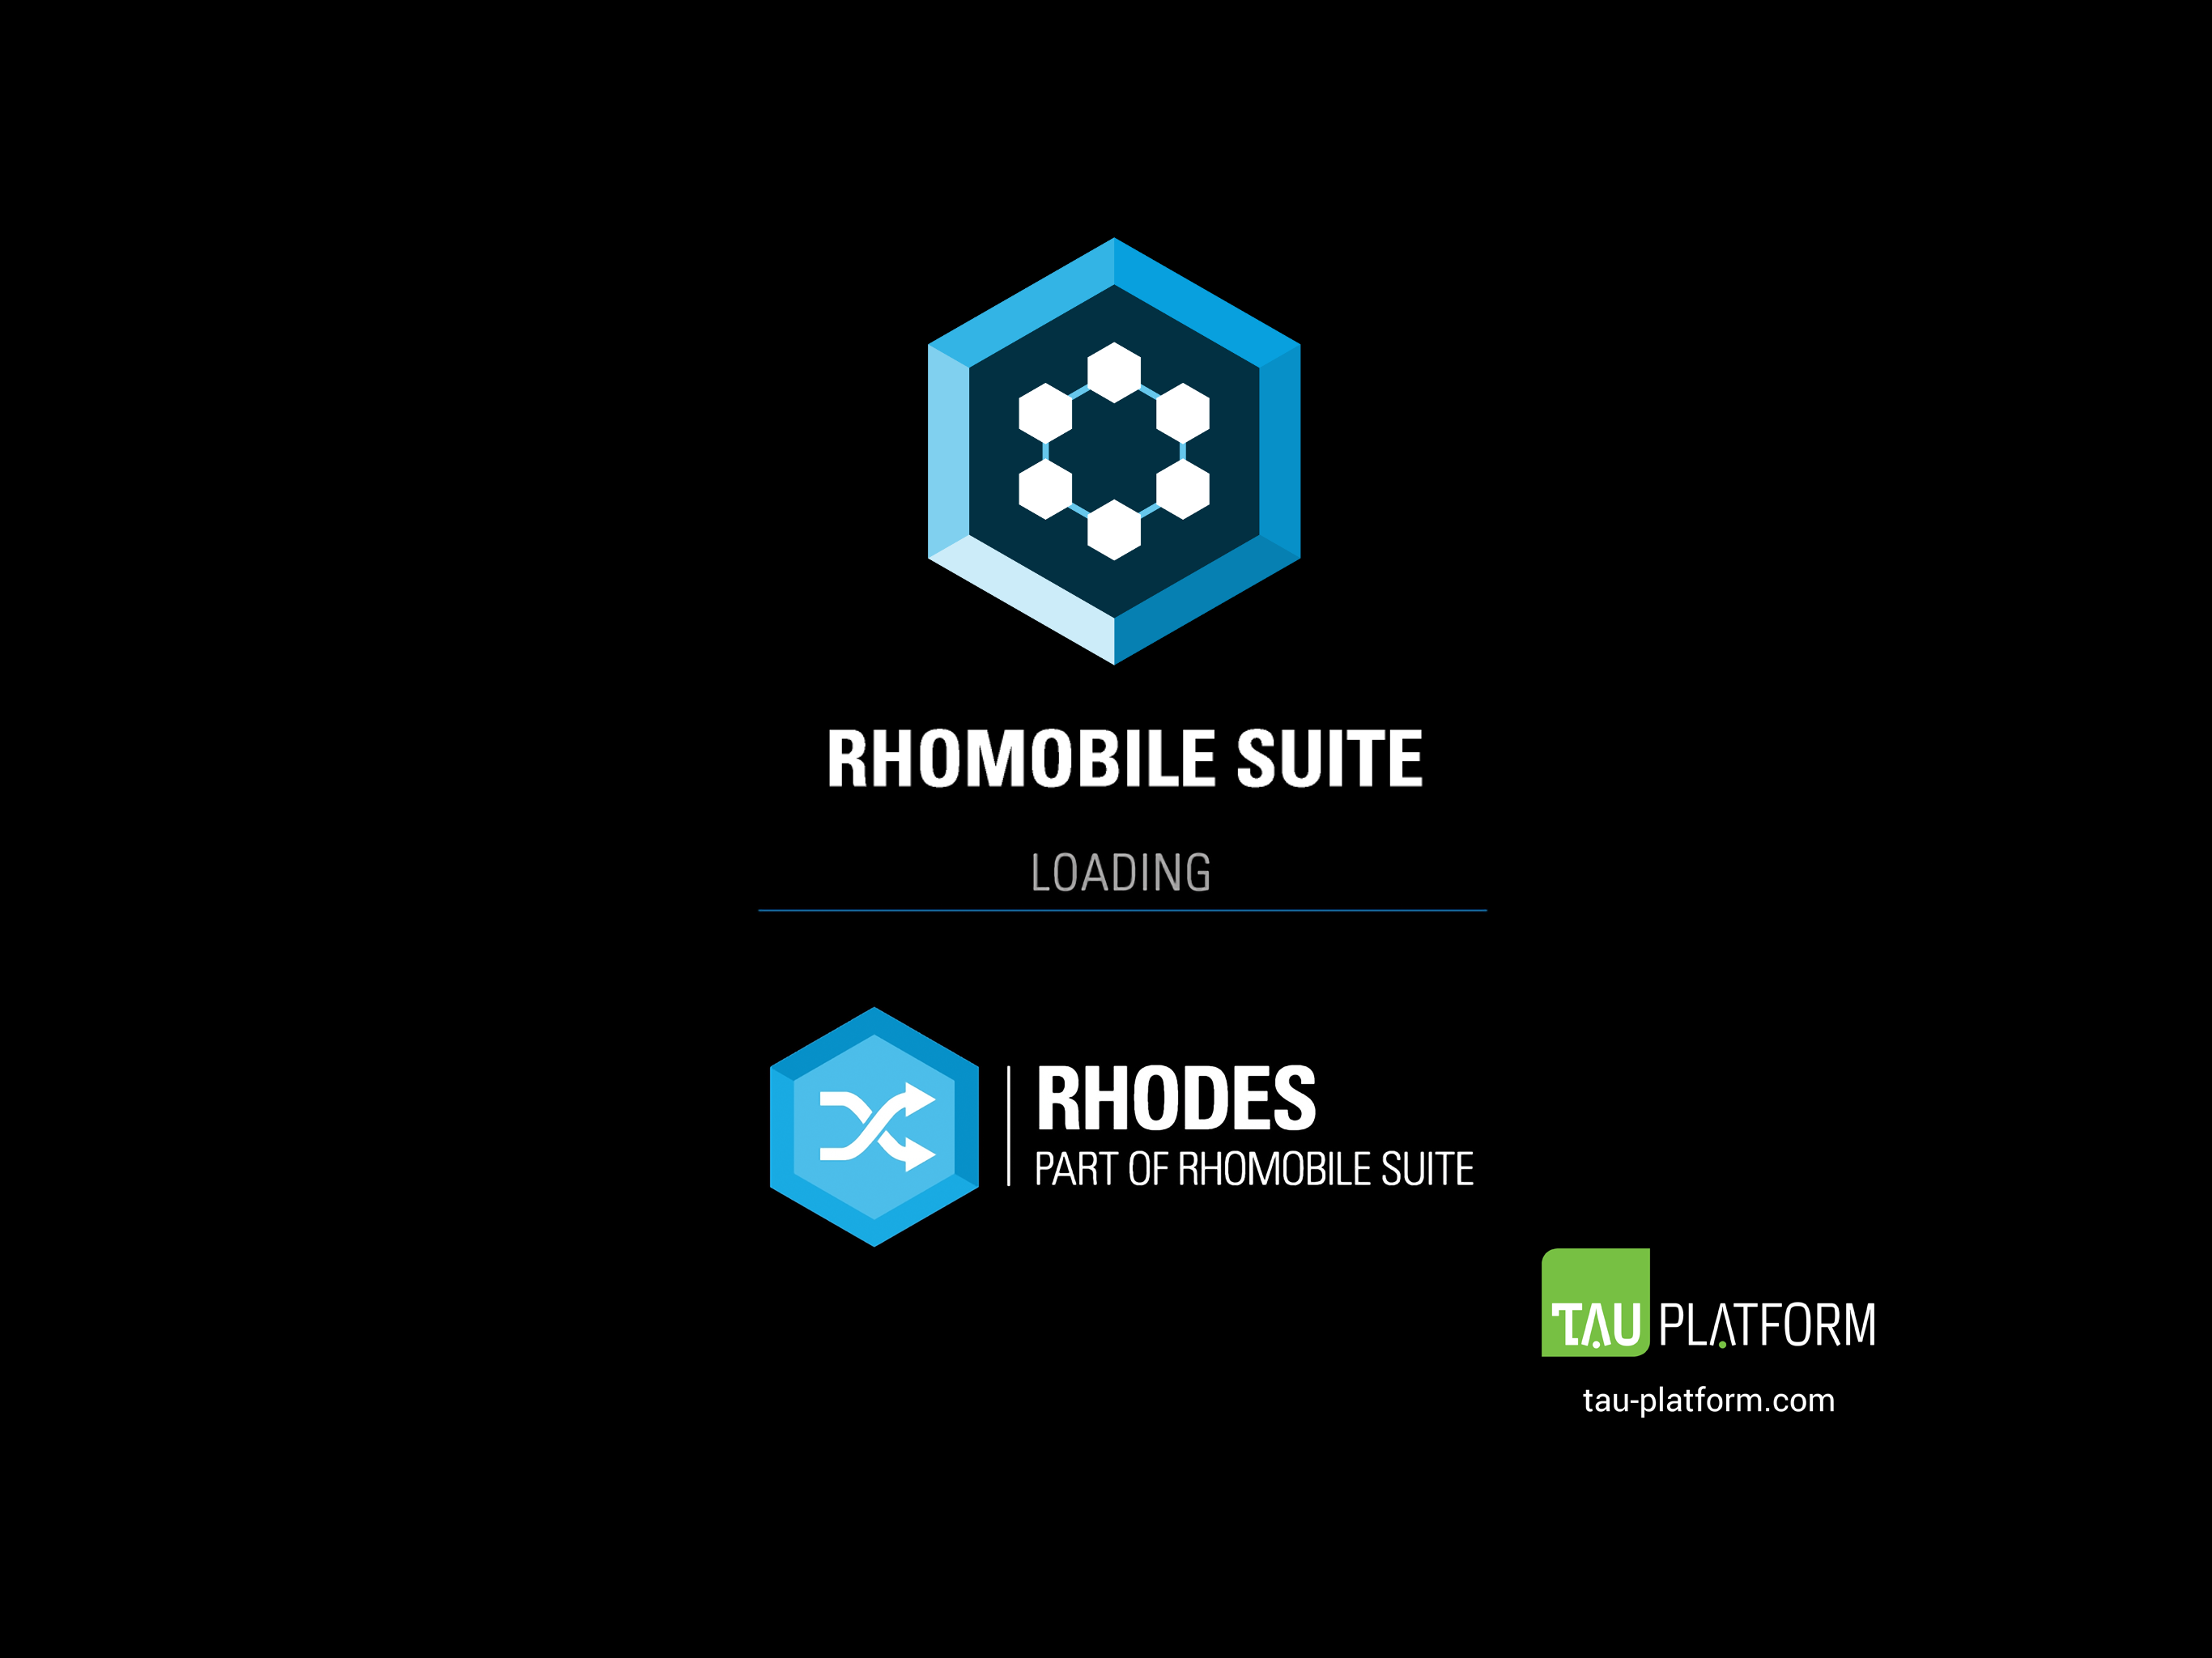 RHOMOBILE SUITE
LOADING
RHODES
PART OF RHOMOBILE SUITE
TAU PLATFORM
tau-platform.com